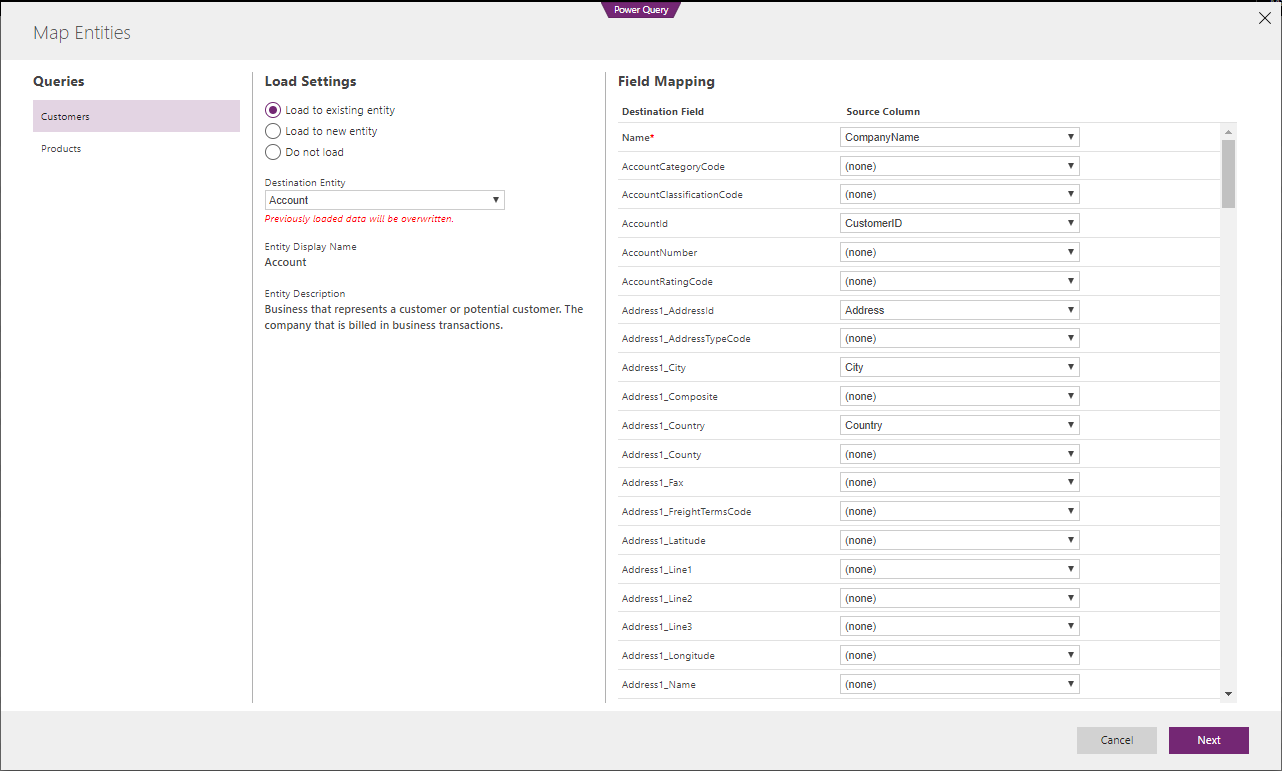 Power Query
Map Entities
Queries
Customers
Products
Load Settings
Load to existing entity
Load to new entity
Do not load
Destination Entity
Account
Previously loaded data will be overwritten.
Entity Display Name
Account
Entity Description
Business that represents a customer or potential customer. The
company that is billed in business transactions.
Field Mapping
Destination Field Source Column
Name* CompanyName
AccountCategoryCode (none)
AccountClassificationCode (none)
AccountId CustomerID
AccountNumber (none)
AccountRatingCode (none)
Address1_AddressId Address
Address1_AddressTypeCode (none)
Address1_City City
Address1_Composite (none)
Address1_Country Country
Address1_County (none)
Address1_Fax (none)
Address1_FreightTermsCode (none)
Address1_Latitude (none)
Address1_Line1 (none)
Address1_Line2 (none)
Address1_Line3 (none)
Address1_Longitude (none)
Address1_Name (none)
Cancel Next